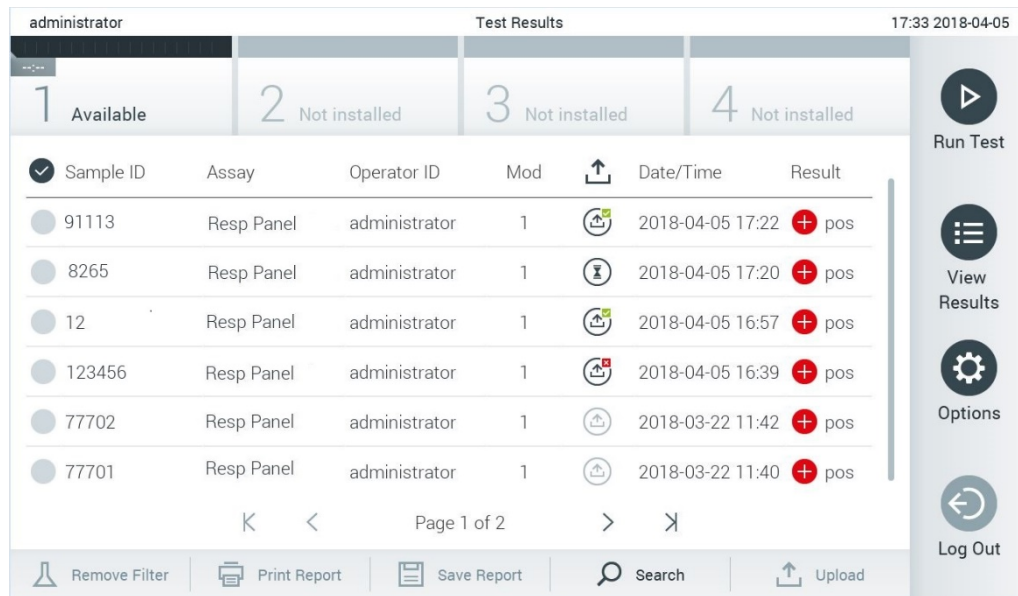 administrator Test Results 17:33 2018-04-05
--:--
1 Available 2 Not installed 3 Not installed 4 Not installed
Run Test
Sample ID Assay Operator ID Mod Date/Time Result
91113 Resp Panel administrator 1 2018-04-05 17:22 pos
8265 Resp Panel administrator 1 2018-04-05 17:20 pos
View
Results
12 Resp Panel administrator 1 2018-04-05 16:57 pos
123456 Resp Panel administrator 1 2018-04-05 16:39 pos
Options
77702 Resp Panel administrator 1 2018-03-22 11:42 pos
77701 Resp Panel administrator 1 2018-03-22 11:40 pos
Page 1 of 2
Log Out
Remove Filter Print Report Save Report Search Upload